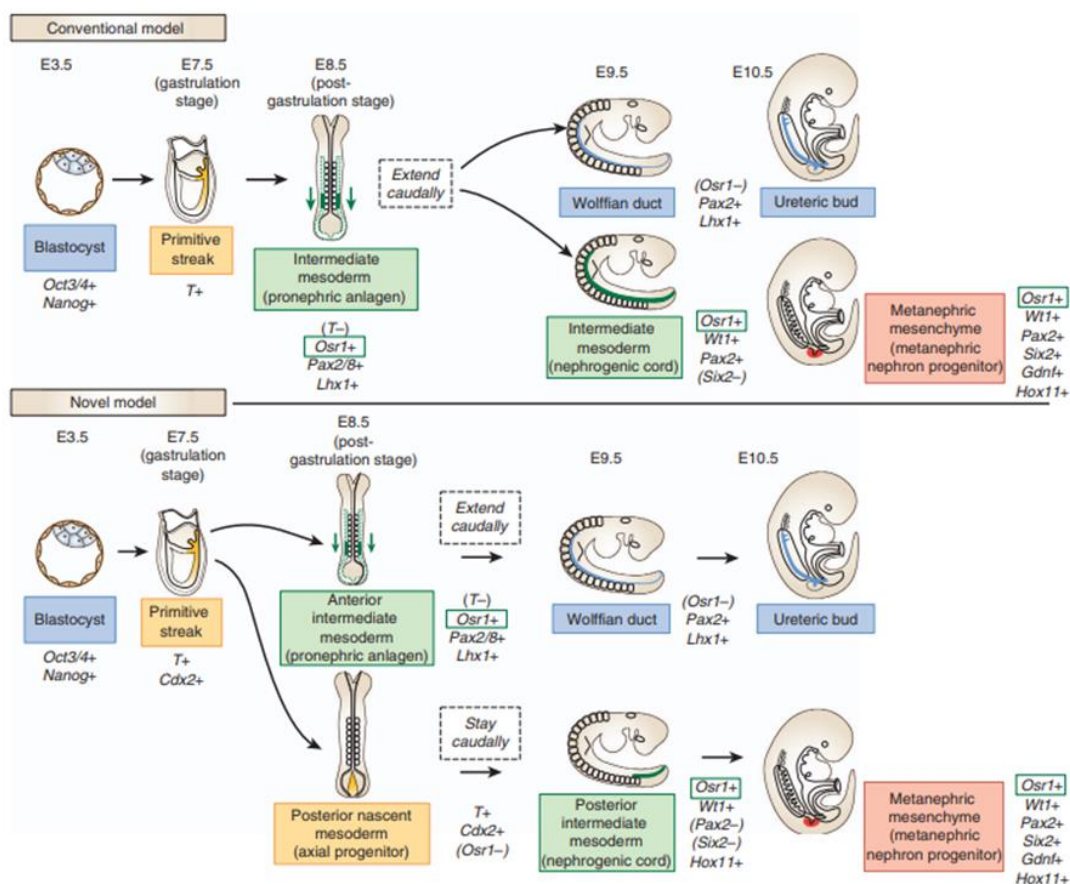 Conventional model
E3.5
E7.5
(gastrulation
stage)
E8.5
(post-
gastrulation stage)
E9.5
E10.5
Extend
caudally
Blastocyst
Oct3/4+
Nanog+
Primitive
streak
T+
Intermediate
mesoderm
(pronephric anlagen)
(T–)
Osr1+
Pax2/8+
Lhx1+
Wolffian duct
(Osr1–)
Pax2+
Lhx1+
Ureteric bud
Intermediate
mesoderm
(nephrogenic cord)
Osr1+
Wt1+
Pax2+
(Six2–)
Metanephric
mesenchyme
(metanephric
nephron progenitor)
Osr1+
Wt1+
Pax2+
Six2+
Gdnf+
Hox11+
Novel model
E3.5
E7.5
(gastrulation
stage)
E8.5
(post-
gastrulation stage)
E9.5
E10.5
Extend
caudally
Blastocyst
Oct3/4+
Nanog+
Primitive
streak
T+
Cdx2+
Anterior
intermediate
mesoderm
(pronephric anlagen)
(T–)
Osr1+
Pax2/8+
Lhx1+
Wolffian duct
(Osr1–)
Pax2+
Lhx1+
Ureteric bud
Stay
caudally
Posterior nascent
mesoderm
(axial progenitor)
T+
Cdx2+
(Osr1–)
Posterior
intermediate
mesoderm
(nephrogenic cord)
Osr1+
Wt1+
(Pax2–)
(Six2–)
Hox11+
Metanephric
mesenchyme
(metanephric
nephron progenitor)
Osr1+
Wt1+
Pax2+
Six2+
Gdnf+
Hox11+